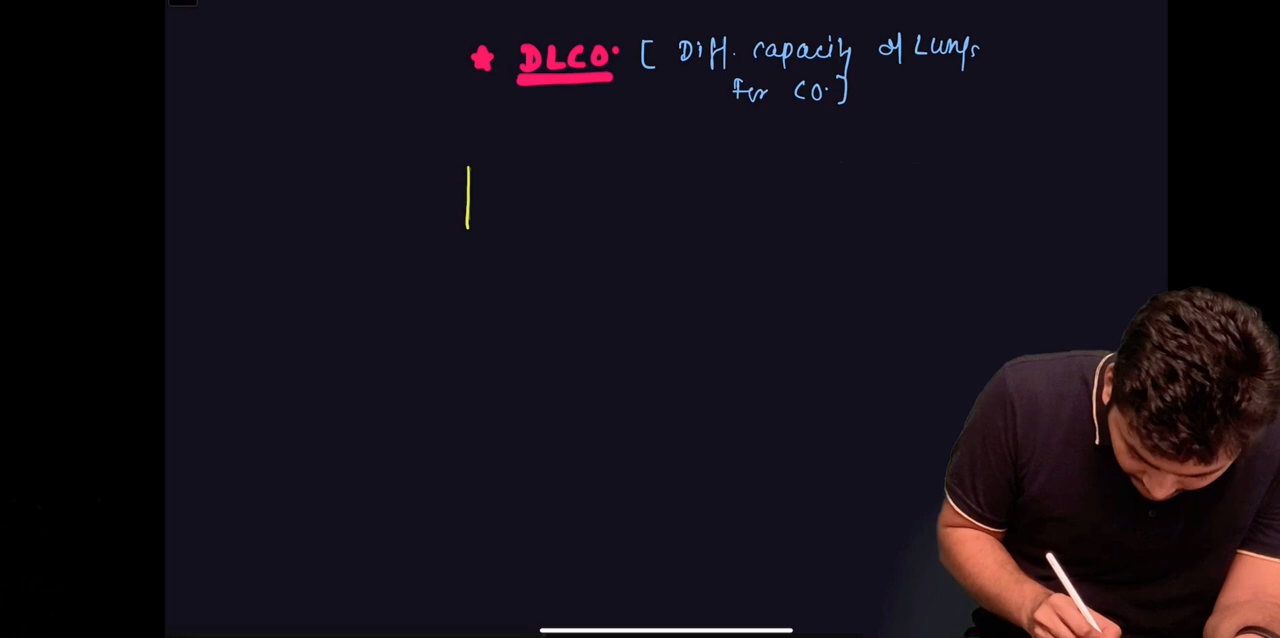 ★ DLCO. [ Diff. capacity of Lungs
for CO. ]